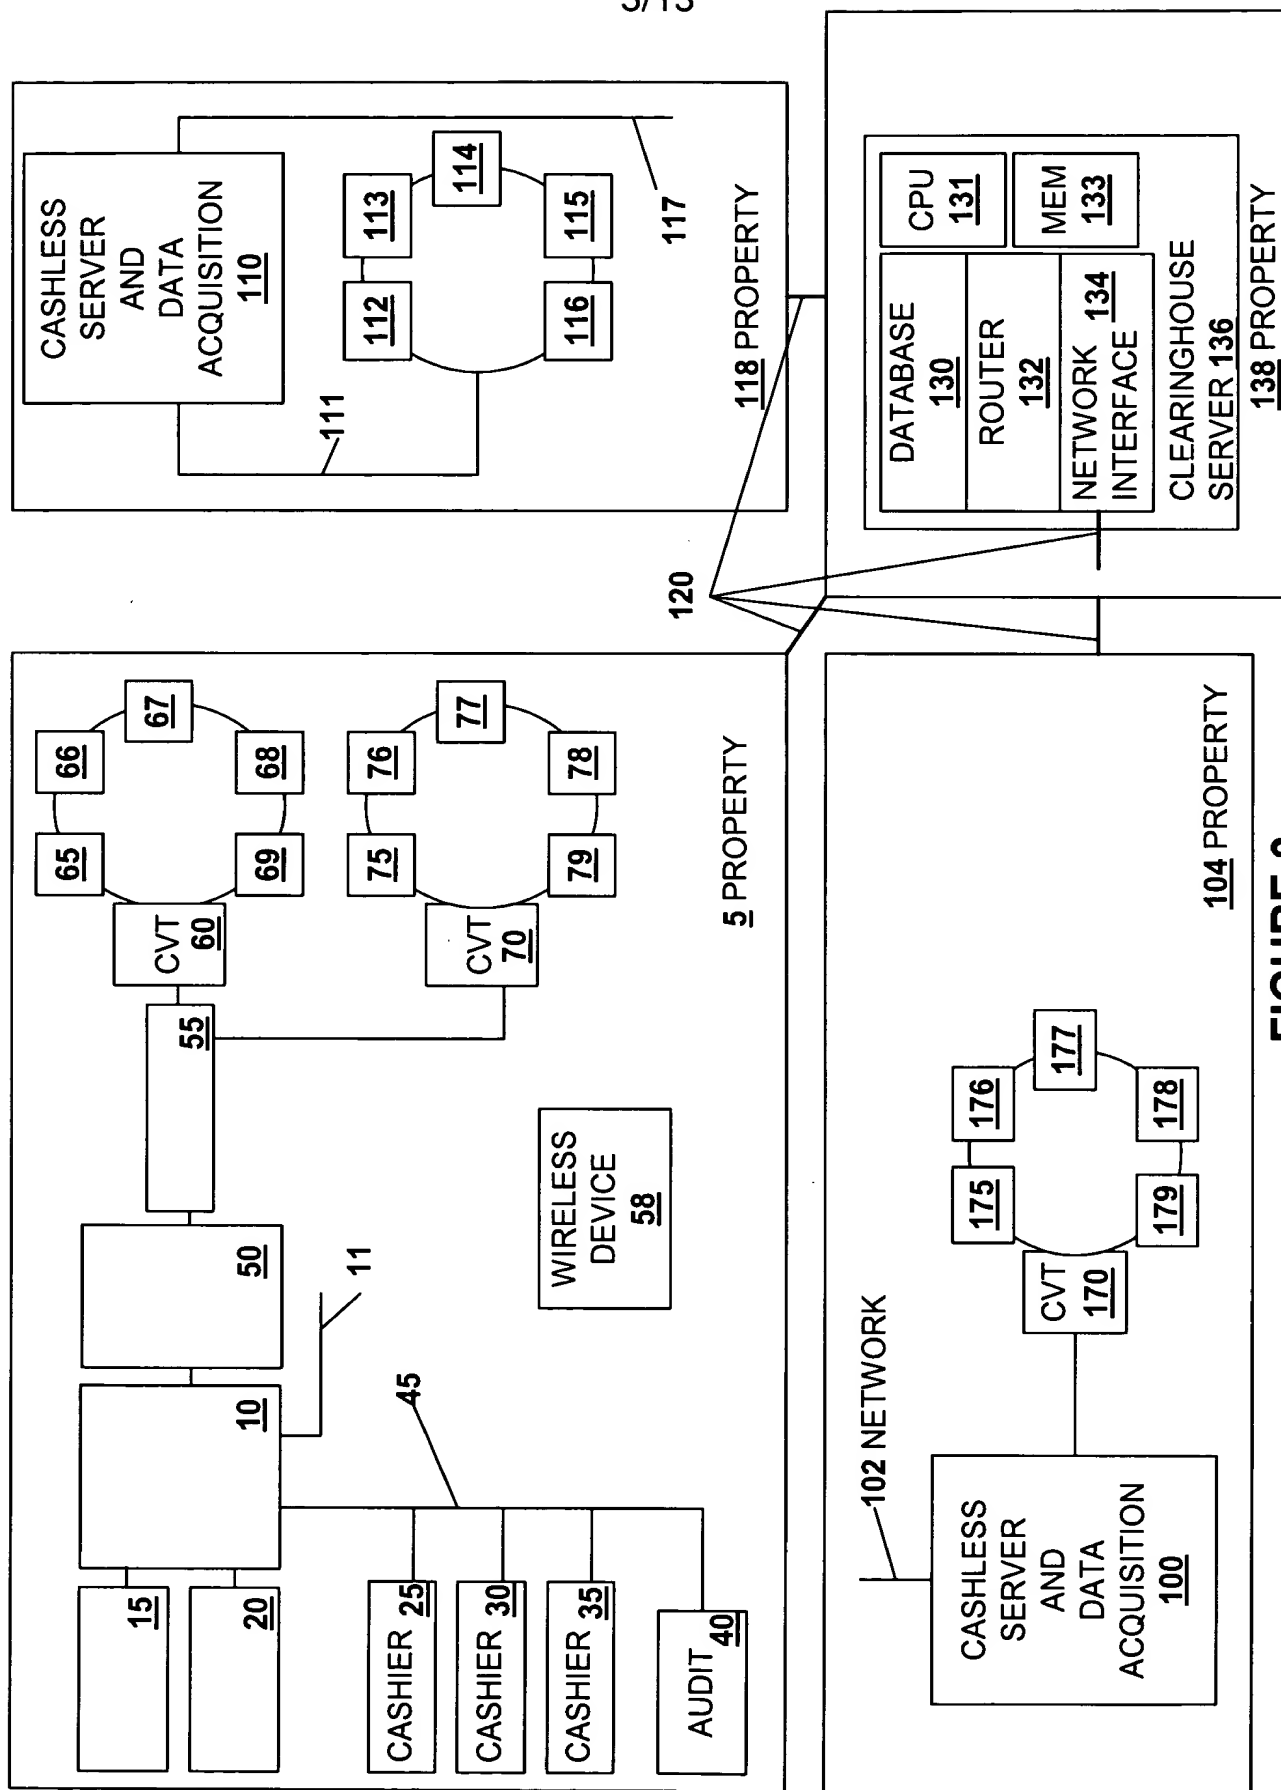 15
20
10
50
55
CVT
60
65
66
67
68
69
CVT
70
75
76
77
78
79
11
45
CASHIER 25
CASHIER 30
CASHIER 35
AUDIT 40
WIRELESS
DEVICE
58
5 PROPERTY
CASHLESS
SERVER
AND
DATA
ACQUISITION
110
111
112
113
114
115
116
117
118 PROPERTY
120
102 NETWORK
CASHLESS
SERVER
AND
DATA
ACQUISITION
100
CVT
170
175
176
177
178
179
104 PROPERTY
DATABASE
130
ROUTER
132
NETWORK
INTERFACE 134
CPU
131
MEM
133
CLEARINGHOUSE
SERVER 136
138 PROPERTY